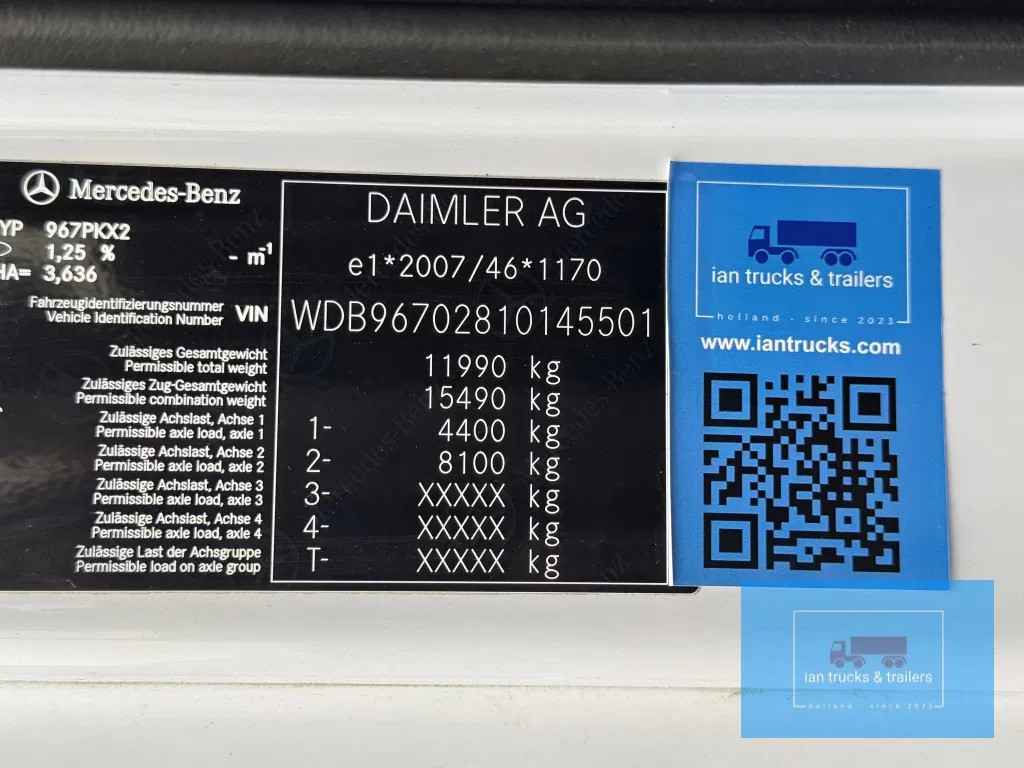 Mercedes-Benz
TYP 967PKX2
1,25 % - m⁻¹
HA= 3,636
DAIMLER AG
e1*2007/46*1170
Fahrzeugidentifizierungsnummer
Vehicle Identification Number VIN WDB96702810145501
Zulässiges Gesamtgewicht
Permissible total weight 11990 kg
Zulässiges Zug-Gesamtgewicht
Permissible combination weight 15490 kg
Zulässige Achslast, Achse 1
Permissible axle load, axle 1 1- 4400 kg
Zulässige Achslast, Achse 2
Permissible axle load, axle 2 2- 8100 kg
Zulässige Achslast, Achse 3
Permissible axle load, axle 3 3- XXXXX kg
Zulässige Achslast, Achse 4
Permissible axle load, axle 4 4- XXXXX kg
Zulässige Last der Achsgruppe
Permissible load on axle group T- XXXXX kg
ian trucks & trailers
holland - since 2023
www.iantrucks.com
ian trucks & trailers
holland - since 2023